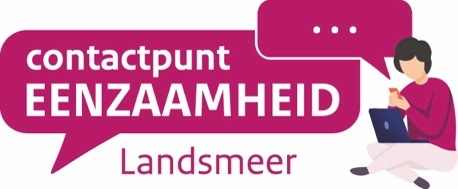 ...
contactpunt
EENZAAMHEID
Landsmeer